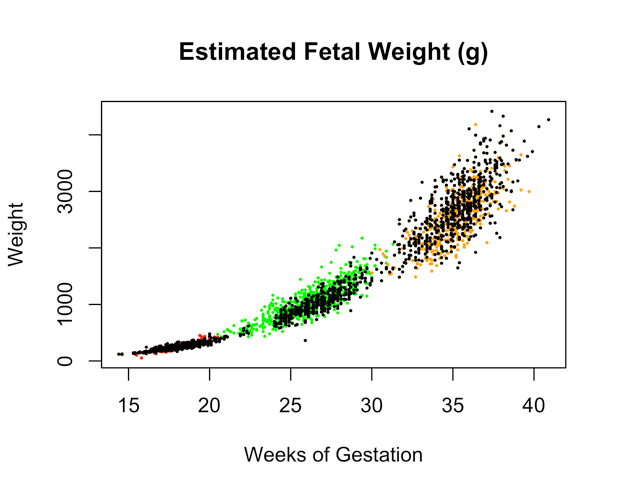 Estimated Fetal Weight (g)
Weight
3000
1000
0
15 20 25 30 35 40
Weeks of Gestation